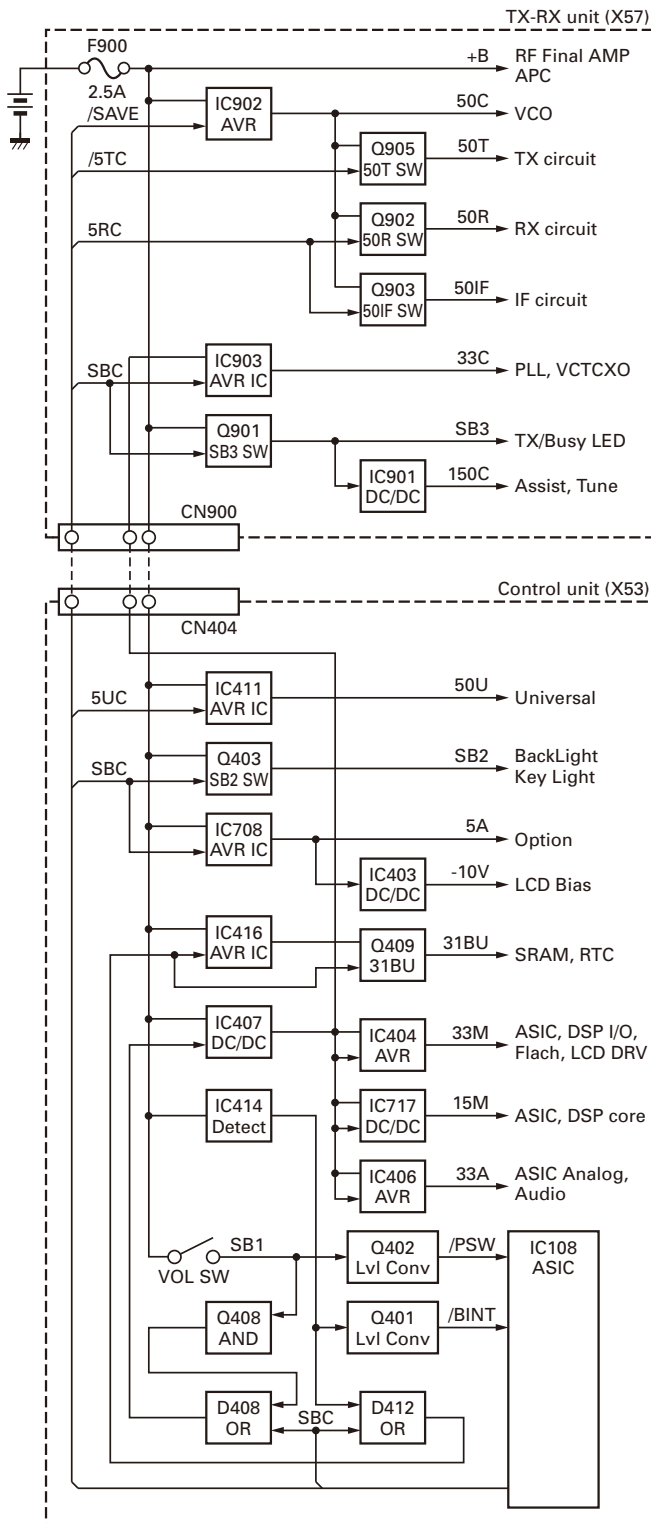 TX-RX unit (X57)
F900
2.5A
+B
RF Final AMP
APC
/SAVE
IC902
AVR
50C
VCO
/5TC
Q905
50T SW
50T
TX circuit
5RC
Q902
50R SW
50R
RX circuit
Q903
50IF SW
50IF
IF circuit
SBC
IC903
AVR IC
33C
PLL, VCTCXO
Q901
SB3 SW
SB3
TX/Busy LED
IC901
DC/DC
150C
Assist, Tune
CN900
Control unit (X53)
CN404
5UC
IC411
AVR IC
50U
Universal
SBC
Q403
SB2 SW
SB2
BackLight
Key Light
IC708
AVR IC
5A
Option
IC403
DC/DC
-10V
LCD Bias
IC416
AVR IC
Q409
31BU
31BU
SRAM, RTC
IC407
DC/DC
IC404
AVR
33M
ASIC, DSP I/O,
Flach, LCD DRV
IC414
Detect
IC717
DC/DC
15M
ASIC, DSP core
IC406
AVR
33A
ASIC Analog,
Audio
VOL SW
SB1
Q402
Lvl Conv
/PSW
IC108
ASIC
Q408
AND
Q401
Lvl Conv
/BINT
D408
OR
SBC
D412
OR